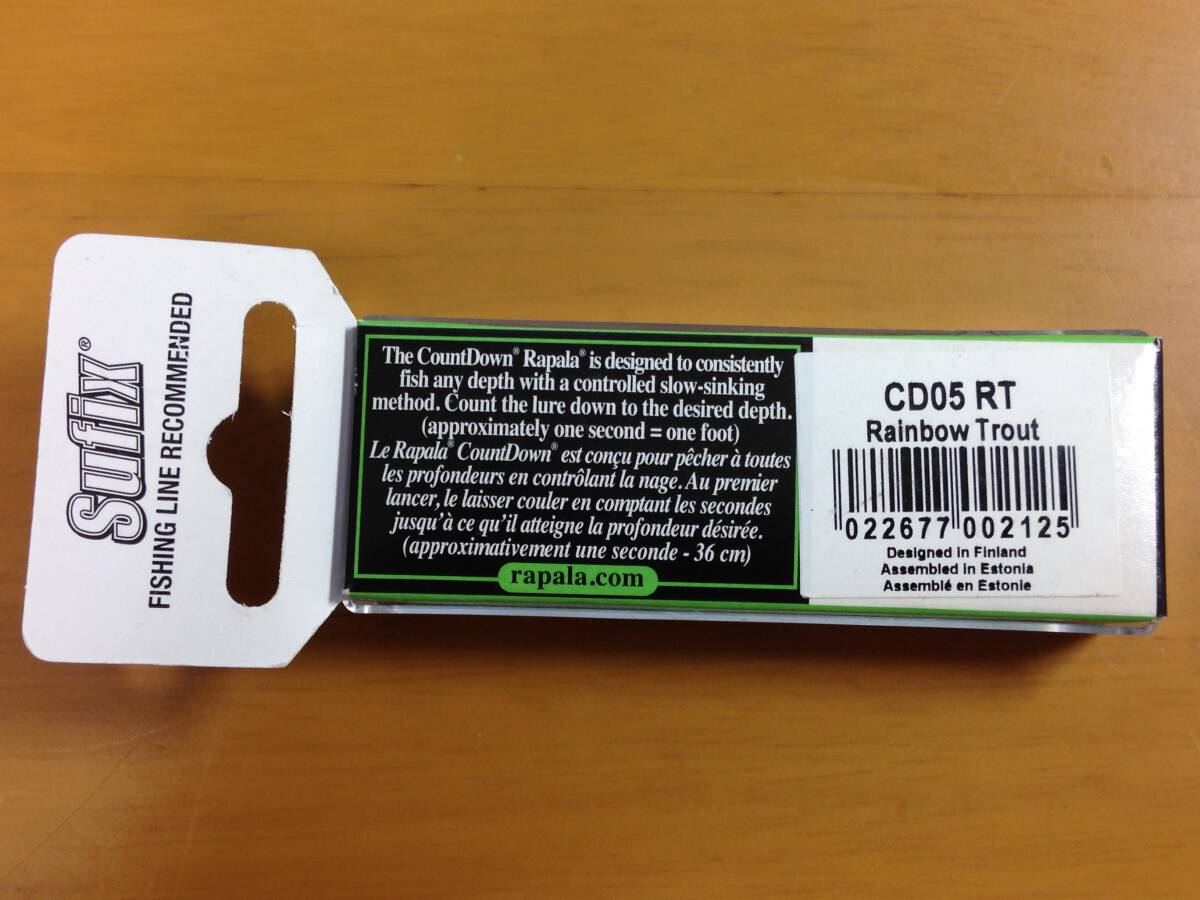 Sufix®
FISHING LINE RECOMMENDED
The CountDown® Rapala® is designed to consistently
fish any depth with a controlled slow-sinking
method. Count the lure down to the desired depth.
(approximately one second = one foot)
Le Rapala® CountDown® est conçu pour pêcher à toutes
les profondeurs en contrôlant la nage. Au premier
lancer, le laisser couler en comptant les secondes
jusqu'à ce qu'il atteigne la profondeur désirée.
(approximativement une seconde - 36 cm)
rapala.com
CD05 RT
Rainbow Trout
022677 002125
Designed in Finland
Assembled in Estonia
Assemblé en Estonie